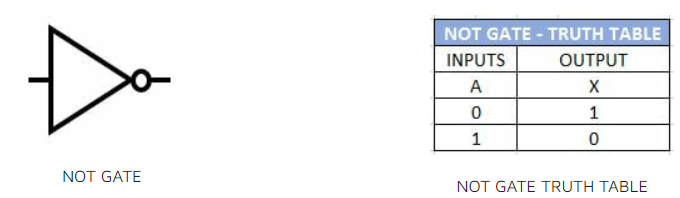 NOT GATE - TRUTH TABLE
INPUTS OUTPUT
A X
0 1
1 0
NOT GATE
NOT GATE TRUTH TABLE